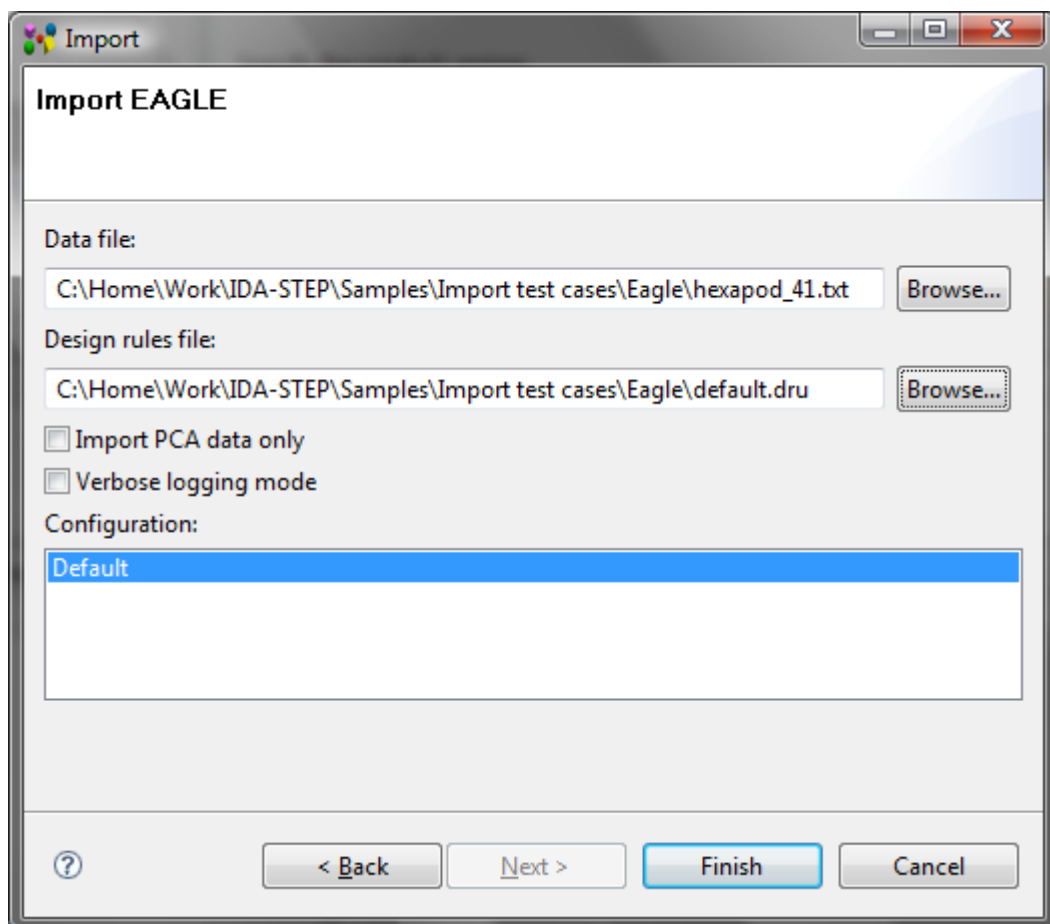 Import
Import EAGLE
Data file:
C:\Home\Work\IDA-STEP\Samples\Import test cases\Eagle\hexapod_41.txt Browse...
Design rules file:
C:\Home\Work\IDA-STEP\Samples\Import test cases\Eagle\default.dru Browse...
Import PCA data only
Verbose logging mode
Configuration:
Default
? < Back Next > Finish Cancel